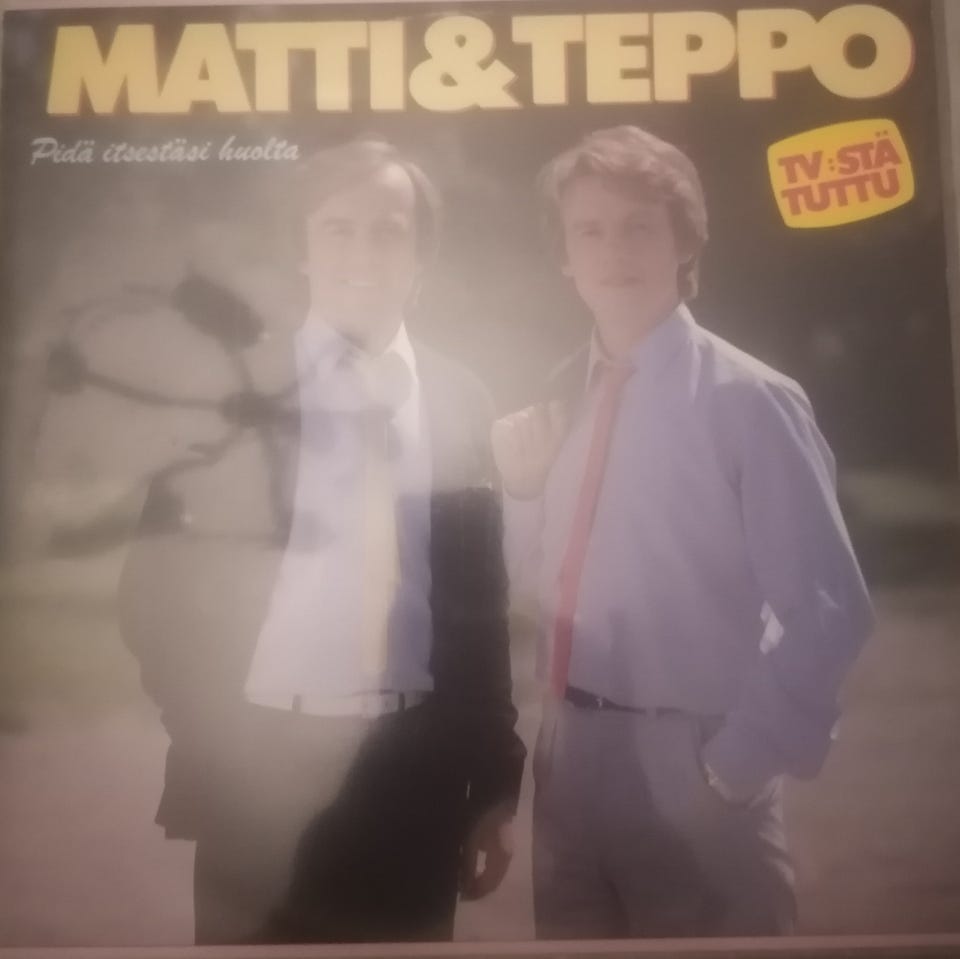 MATTI&TEPPO
Pidä itsestäsi huolta
TV:STÄ
TUTTU